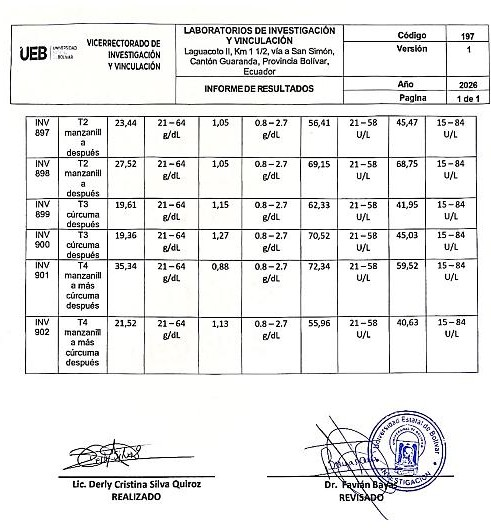 UEB UNIVERSIDAD
BOLÍVAR
VICERRECTORADO DE
INVESTIGACIÓN
Y VINCULACIÓN
LABORATORIOS DE INVESTIGACIÓN
Y VINCULACIÓN
Laguacoto II, Km 1 1/2, vía a San Simón,
Cantón Guaranda, Provincia Bolívar,
Ecuador
INFORME DE RESULTADOS
Código 197
Versión 1
Año 2026
Pagina 1 de 1
INV T2 23,44 21 – 64 1,05 0.8 – 2.7 56,41 21 – 58 45,47 15 – 84
897 manzanill g/dL g/dL U/L U/L
a
después
INV T2 27,52 21 – 64 1,05 0.8 – 2.7 69,15 21 – 58 68,75 15 – 84
898 manzanill g/dL g/dL U/L U/L
a
después
INV T3 19,61 21 – 64 1,15 0.8 – 2.7 62,33 21 – 58 41,95 15 – 84
899 cúrcuma g/dL g/dL U/L U/L
después
INV T3 19,36 21 – 64 1,27 0.8 – 2.7 70,52 21 – 58 45,03 15 – 84
900 cúrcuma g/dL g/dL U/L U/L
después
INV T4 35,34 21 – 64 0,88 0.8 – 2.7 72,34 21 – 58 59,52 15 – 84
901 manzanill g/dL g/dL U/L U/L
a más
cúrcuma
después
INV T4 21,52 21 – 64 1,13 0.8 – 2.7 55,96 21 – 58 40,63 15 – 84
902 manzanill g/dL g/dL U/L U/L
a más
cúrcuma
después
Universidad Estatal de Bolívar
INVESTIGACIÓN
Lic. Derly Cristina Silva Quiroz
REALIZADO
Dr. Favián Bayas
REVISADO